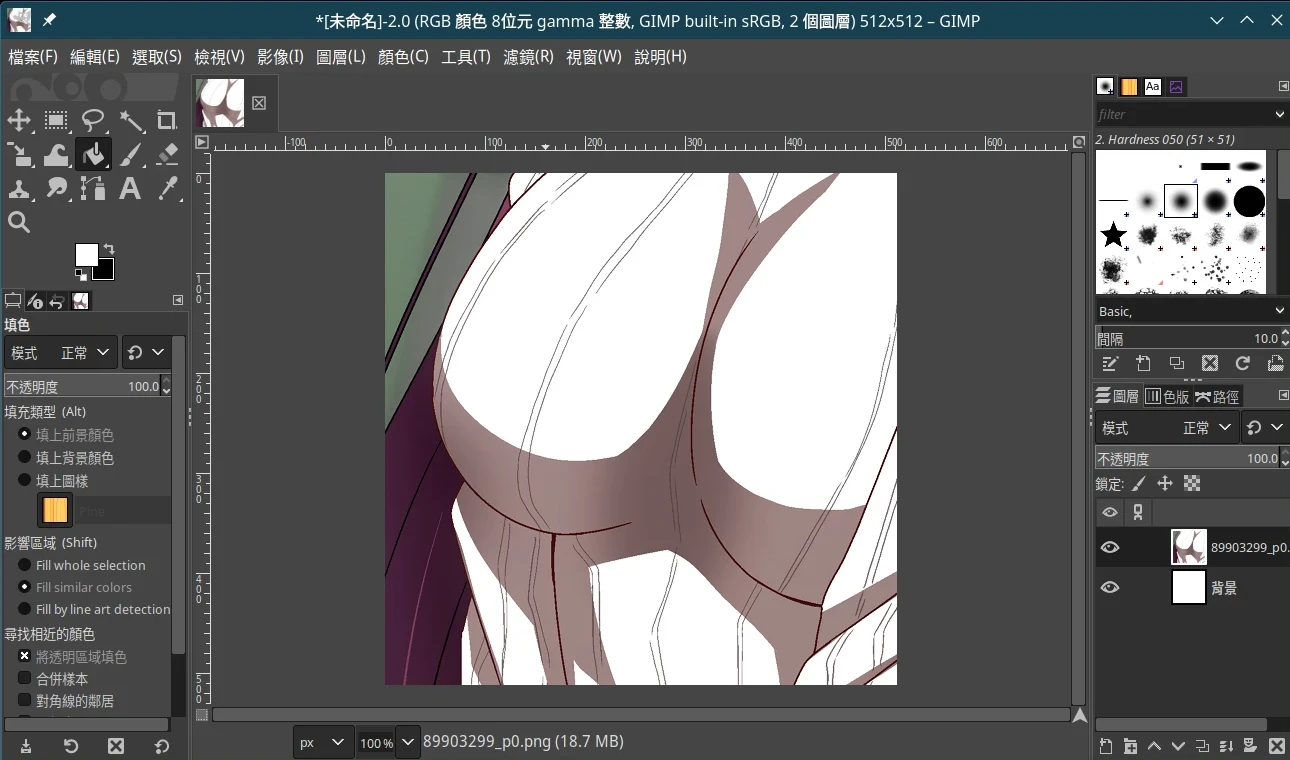 *[未命名]-2.0 (RGB 顏色 8位元 gamma 整數, GIMP built-in sRGB, 2 個圖層) 512x512 – GIMP
檔案(F) 編輯(E) 選取(S) 檢視(V) 影像(I) 圖層(L) 顏色(C) 工具(T) 濾鏡(R) 視窗(W) 說明(H)
Aa
filter
2. Hardness 050 (51 × 51)
-100 0 100 200 300 400 500 600
0
100
200
300
400
500
填色
模式 正常
不透明度 100.0
填充類型 (Alt)
填上前景顏色
填上背景顏色
填上圖樣
Pine
影響區域 (Shift)
Fill whole selection
Fill similar colors
Fill by line art detection
尋找相近的顏色
將透明區域填色
合併樣本
對角線的鄰居
px 100 % 89903299_p0.png (18.7 MB)
Basic,
間隔 10.0
圖層 色版 路徑
模式 正常
不透明度 100.0
鎖定:
89903299_p0.
背景